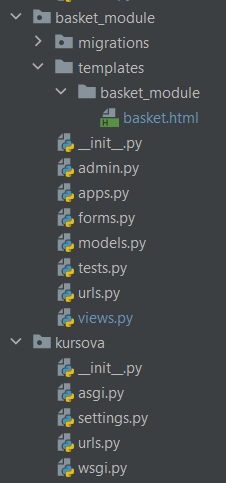 basket_module
migrations
templates
basket_module
basket.html
__init__.py
admin.py
apps.py
forms.py
models.py
tests.py
urls.py
views.py
kursova
__init__.py
asgi.py
settings.py
urls.py
wsgi.py